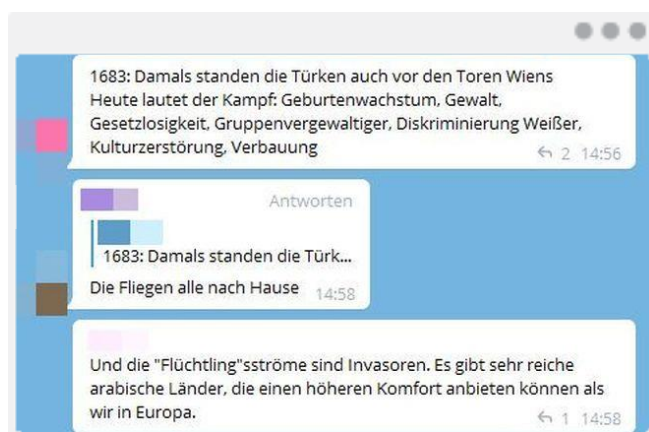 1683: Damals standen die Türken auch vor den Toren Wiens
Heute lautet der Kampf: Geburtenwachstum, Gewalt,
Gesetzlosigkeit, Gruppenvergewaltiger, Diskriminierung Weißer,
Kulturzerstörung, Verbauung
2 14:56
Antworten
1683: Damals standen die Türk...
Die Fliegen alle nach Hause 14:58
Und die "Flüchtling"sströme sind Invasoren. Es gibt sehr reiche
arabische Länder, die einen höheren Komfort anbieten können als
wir in Europa.
1 14:58